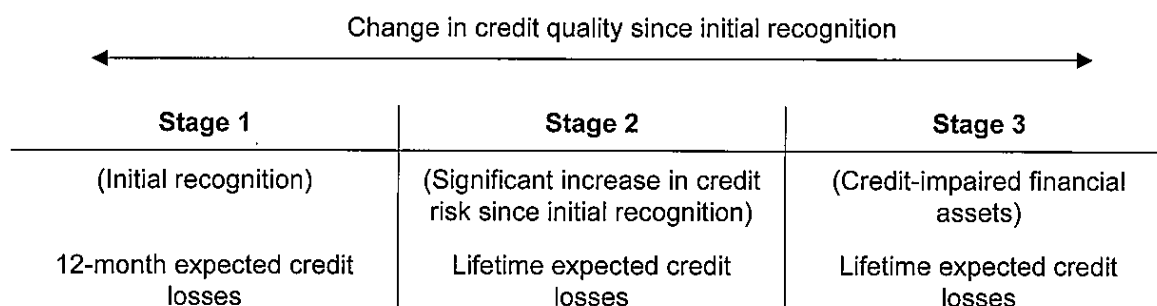 Change in credit quality since initial recognition
Stage 1
Stage 2
Stage 3
(Initial recognition)
(Significant increase in credit
risk since initial recognition)
(Credit-impaired financial
assets)
12-month expected credit
losses
Lifetime expected credit
losses
Lifetime expected credit
losses